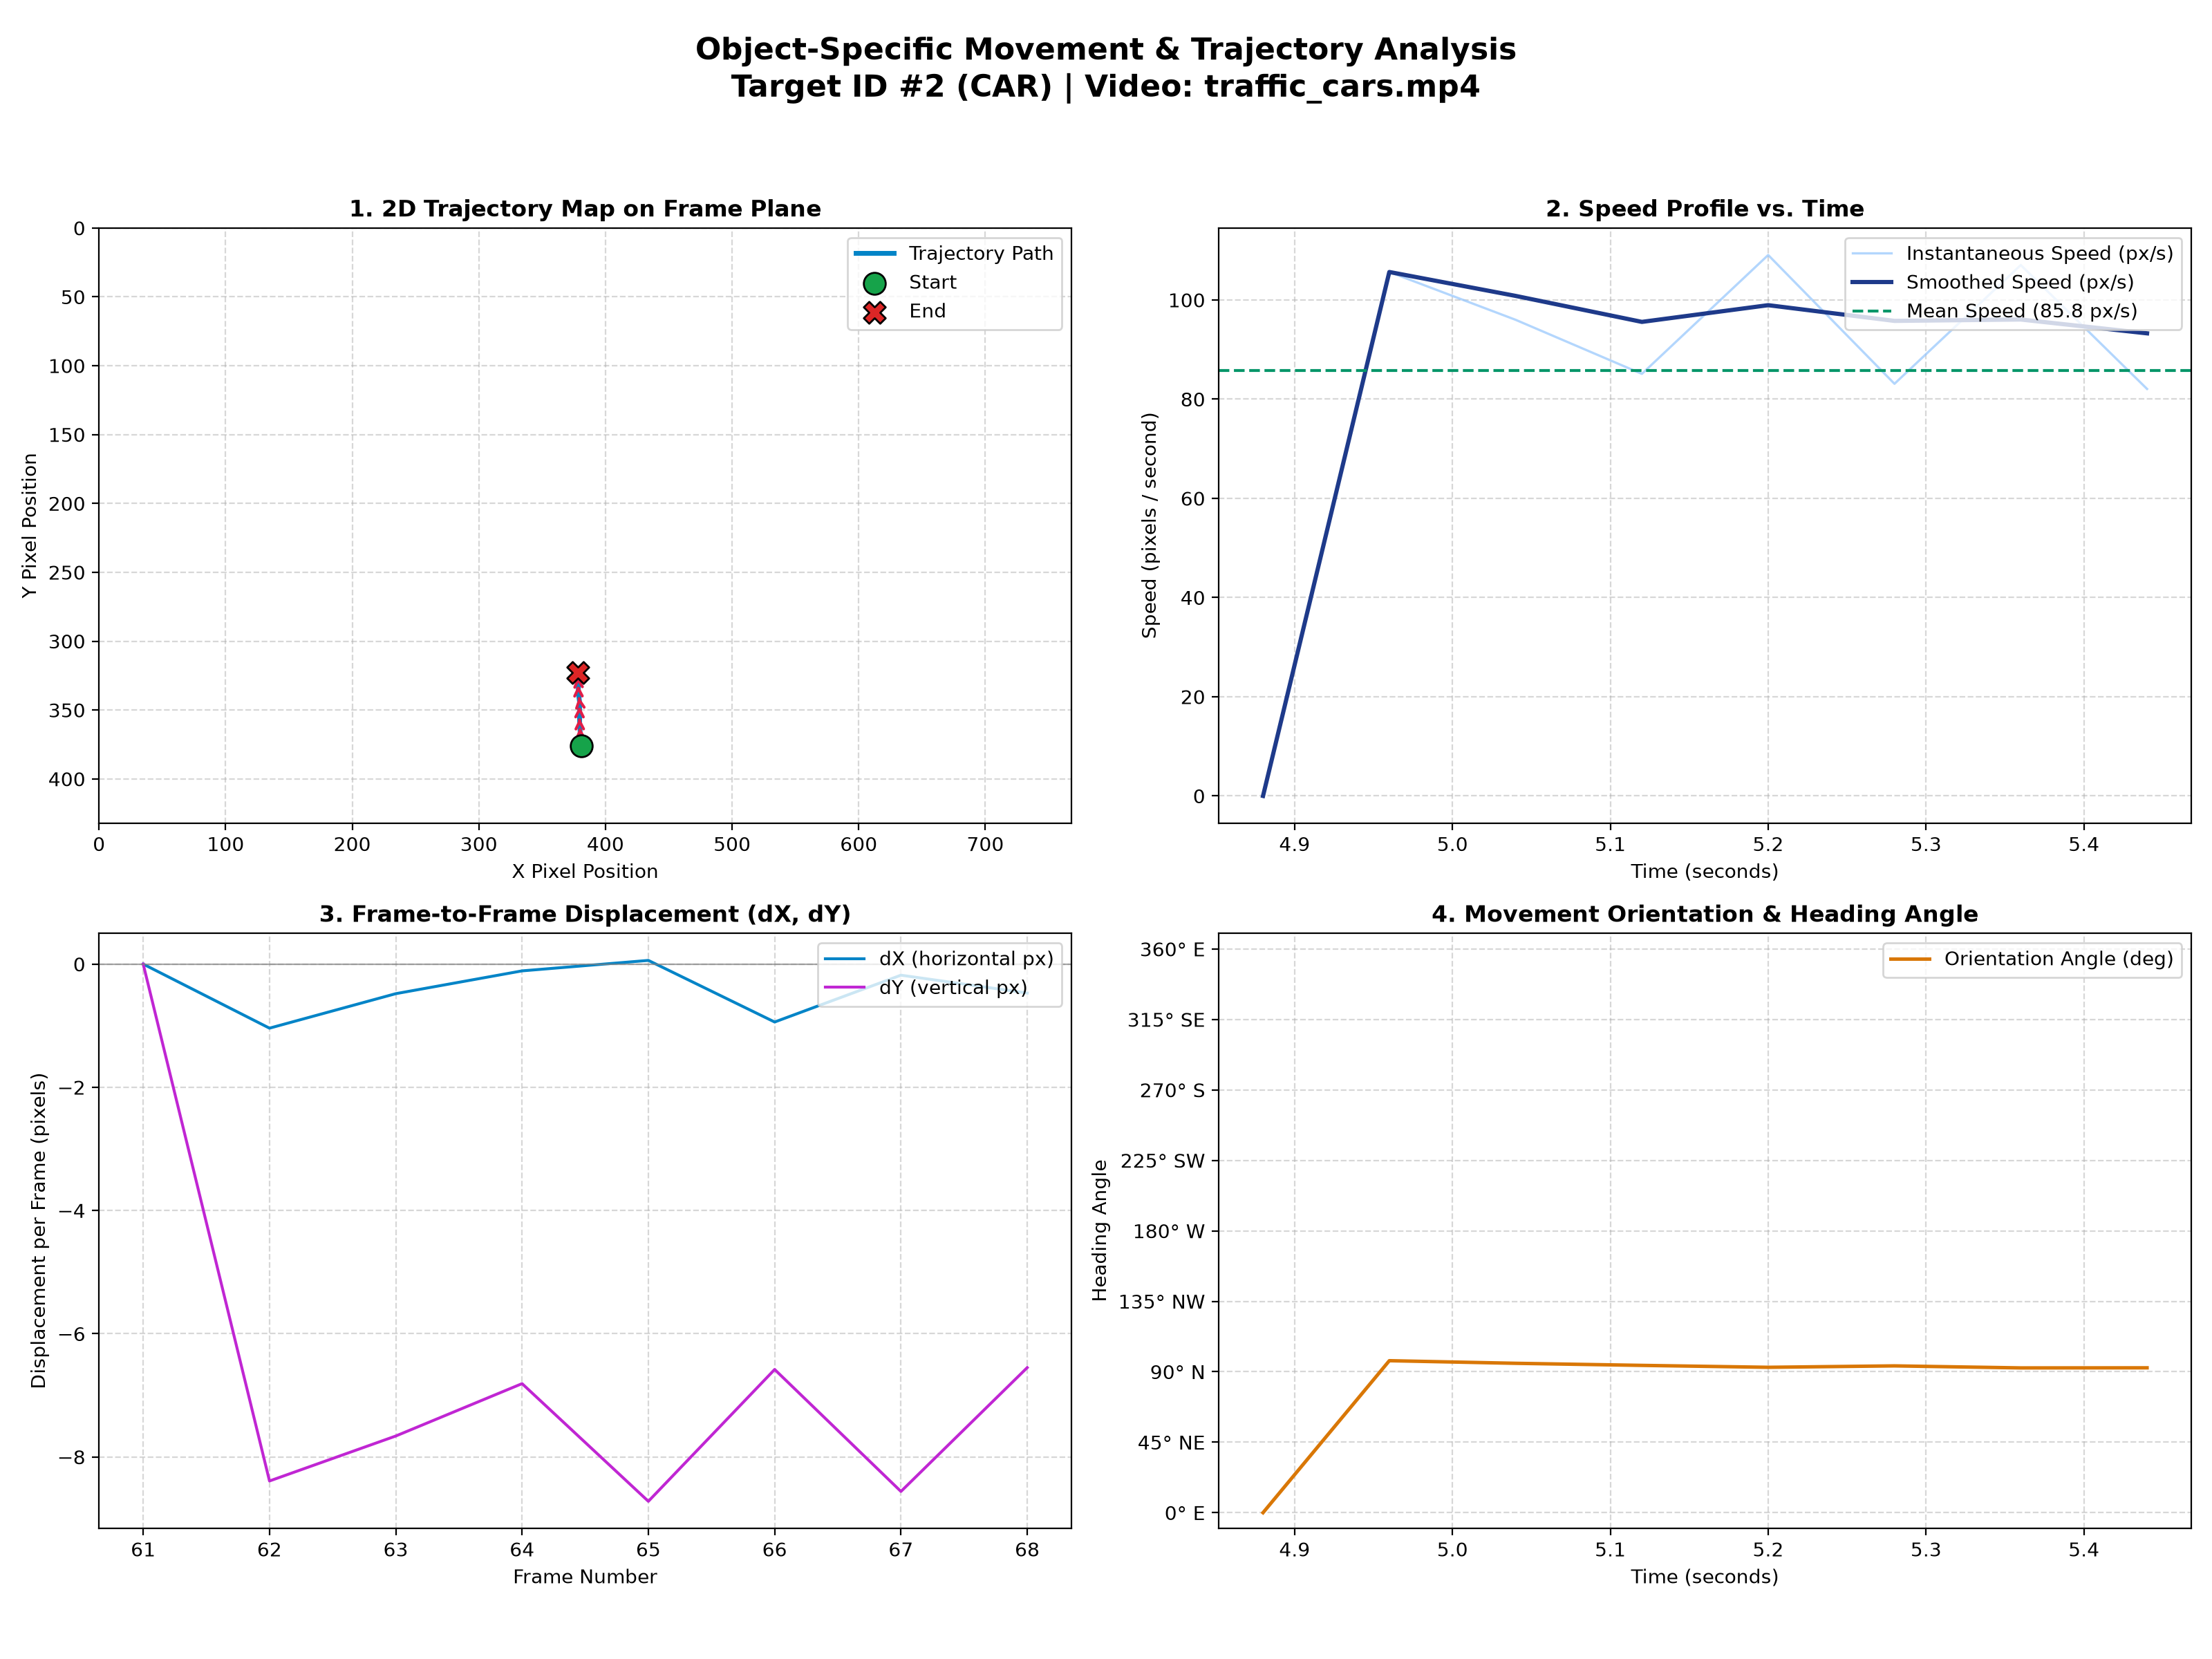 Object-Specific Movement & Trajectory Analysis
Target ID #2 (CAR) | Video: traffic_cars.mp4
1. 2D Trajectory Map on Frame Plane
Trajectory Path
Start
End
0
50
100
150
200
250
300
350
400
Y Pixel Position
0
100
200
300
400
500
600
700
X Pixel Position
2. Speed Profile vs. Time
Instantaneous Speed (px/s)
Smoothed Speed (px/s)
Mean Speed (85.8 px/s)
100
80
60
40
20
0
Speed (pixels / second)
4.9
5.0
5.1
5.2
5.3
5.4
Time (seconds)
3. Frame-to-Frame Displacement (dX, dY)
dX (horizontal px)
dY (vertical px)
0
−2
−4
−6
−8
Displacement per Frame (pixels)
61
62
63
64
65
66
67
68
Frame Number
4. Movement Orientation & Heading Angle
Orientation Angle (deg)
360° E
315° SE
270° S
225° SW
180° W
135° NW
90° N
45° NE
0° E
Heading Angle
4.9
5.0
5.1
5.2
5.3
5.4
Time (seconds)